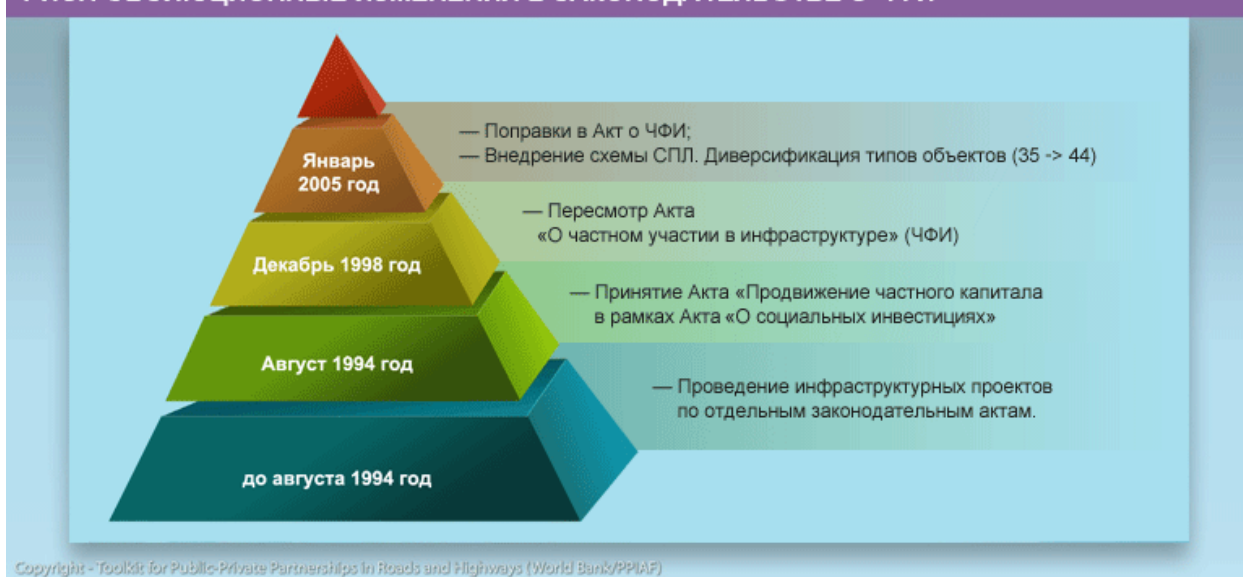 — Поправки в Акт о ЧФИ;
— Внедрение схемы СПЛ. Диверсификация типов объектов (35 -> 44)
Январь
2005 год
— Пересмотр Акта
«О частном участии в инфраструктуре» (ЧФИ)
Декабрь 1998 год
— Принятие Акта «Продвижение частного капитала
в рамках Акта «О социальных инвестициях»
Август 1994 год
— Проведение инфраструктурных проектов
по отдельным законодательным актам.
до августа 1994 год
Copyright - Toolkit for Public-Private Partnerships in Roads and Highways (World Bank/PPIAF)